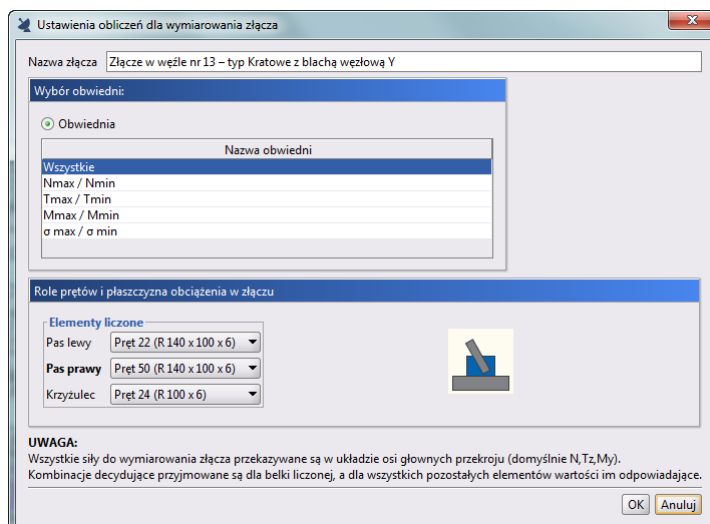 Ustawienia obliczeń dla wymiarowania złącza
Nazwa złącza Złącze w węźle nr 13 – typ Kratowe z blachą węzłową Y
Wybór obwiedni:
Obwiednia
Nazwa obwiedni
Wszystkie
Nmax / Nmin
Tmax / Tmin
Mmax / Mmin
σ max / σ min
Role prętów i płaszczyzna obciążenia w złączu
Elementy liczone
Pas lewy Pręt 22 (R 140 x 100 x 6)
Pas prawy Pręt 50 (R 140 x 100 x 6)
Krzyżulec Pręt 24 (R 100 x 6)
UWAGA:
Wszystkie siły do wymiarowania złącza przekazywane są w układzie osi głownych przekroju (domyślnie N,Tz,My).
Kombinacje decydujące przyjmowane są dla belki liczonej, a dla wszystkich pozostałych elementów wartości im odpowiadające.
OK Anuluj